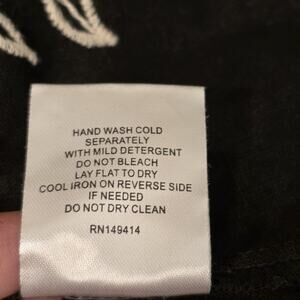 HAND WASH COLD
SEPARATELY
WITH MILD DETERGENT
DO NOT BLEACH
LAY FLAT TO DRY
COOL IRON ON REVERSE SIDE
IF NEEDED
DO NOT DRY CLEAN
RN149414